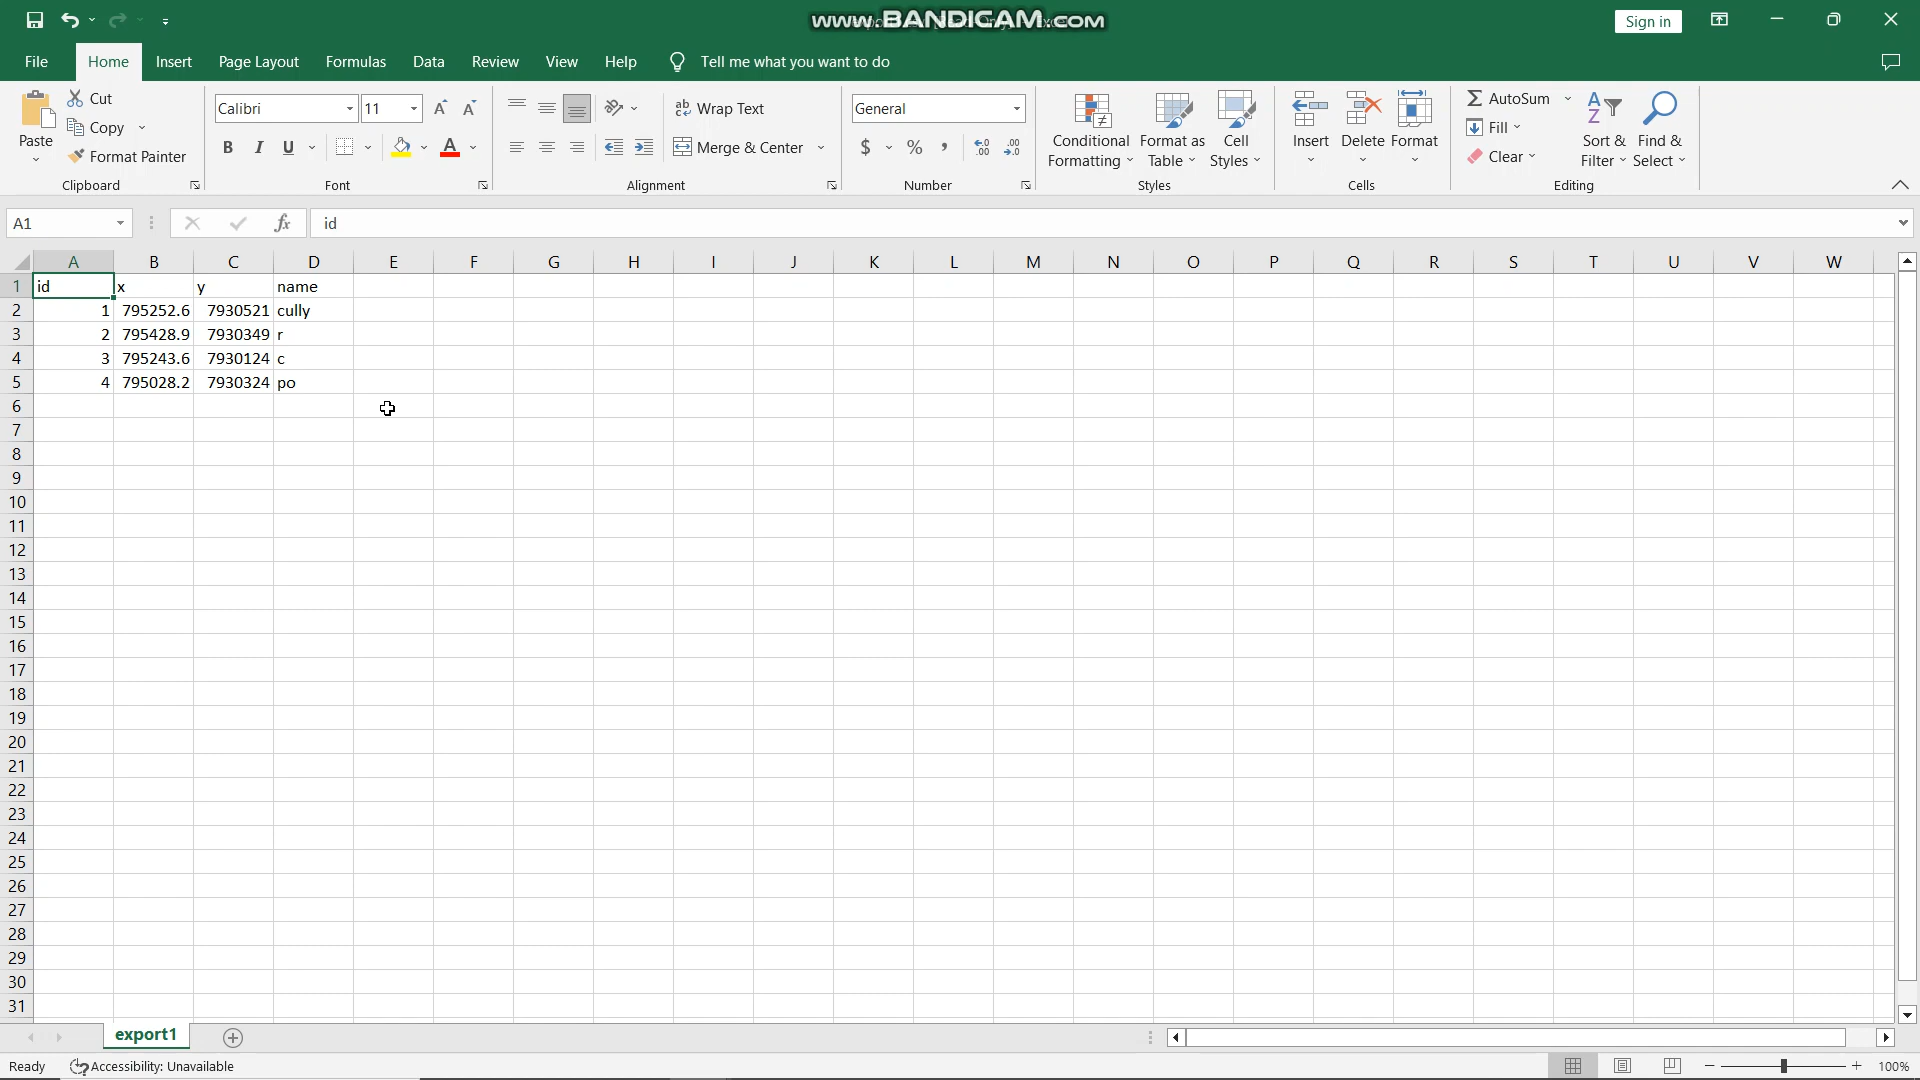 www.BANDICAM.com
Sign in
File Home Insert Page Layout Formulas Data Review View Help Tell me what you want to do
Paste
Cut
Copy
Format Painter
Clipboard
Calibri 11
B I U
Font
Wrap Text
Merge & Center
Alignment
General
$ % ,
Number
Conditional Formatting
Format as Table
Cell Styles
Styles
Insert Delete Format
Cells
AutoSum
Fill
Clear
Sort & Filter
Find & Select
Editing
A1 fx id
A B C D E F G H I J K L M N O P Q R S T U V W
1 id x y name
2 1 795252.6 7930521 cully
3 2 795428.9 7930349 r
4 3 795243.6 7930124 c
5 4 795028.2 7930324 po
6
7
8
9
10
11
12
13
14
15
16
17
18
19
20
21
22
23
24
25
26
27
28
29
30
31
export1
Ready Accessibility: Unavailable 100%